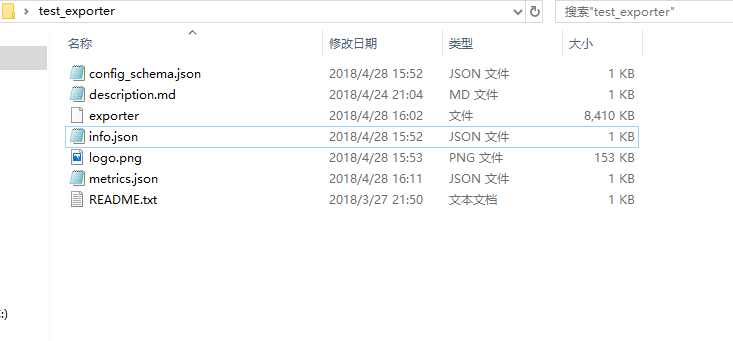 test_exporter 搜索"test_exporter"
名称 修改日期 类型 大小
config_schema.json 2018/4/28 15:52 JSON 文件 1 KB
description.md 2018/4/24 21:04 MD 文件 1 KB
exporter 2018/4/28 16:02 文件 8,410 KB
info.json 2018/4/28 15:52 JSON 文件 1 KB
logo.png 2018/4/28 15:53 PNG 文件 153 KB
metrics.json 2018/4/28 16:11 JSON 文件 1 KB
README.txt 2018/3/27 21:50 文本文档 1 KB
:)